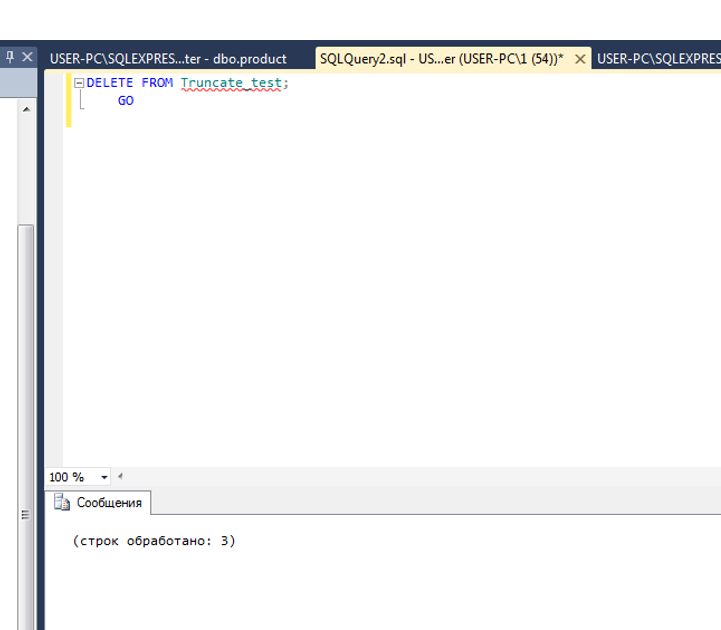 USER-PC\SQLEXPRES...ter - dbo.product
SQLQuery2.sql - US...er (USER-PC\1 (54))*
USER-PC\SQLEXPRES
DELETE FROM Truncate_test;
GO
100 %
Сообщения
(строк обработано: 3)